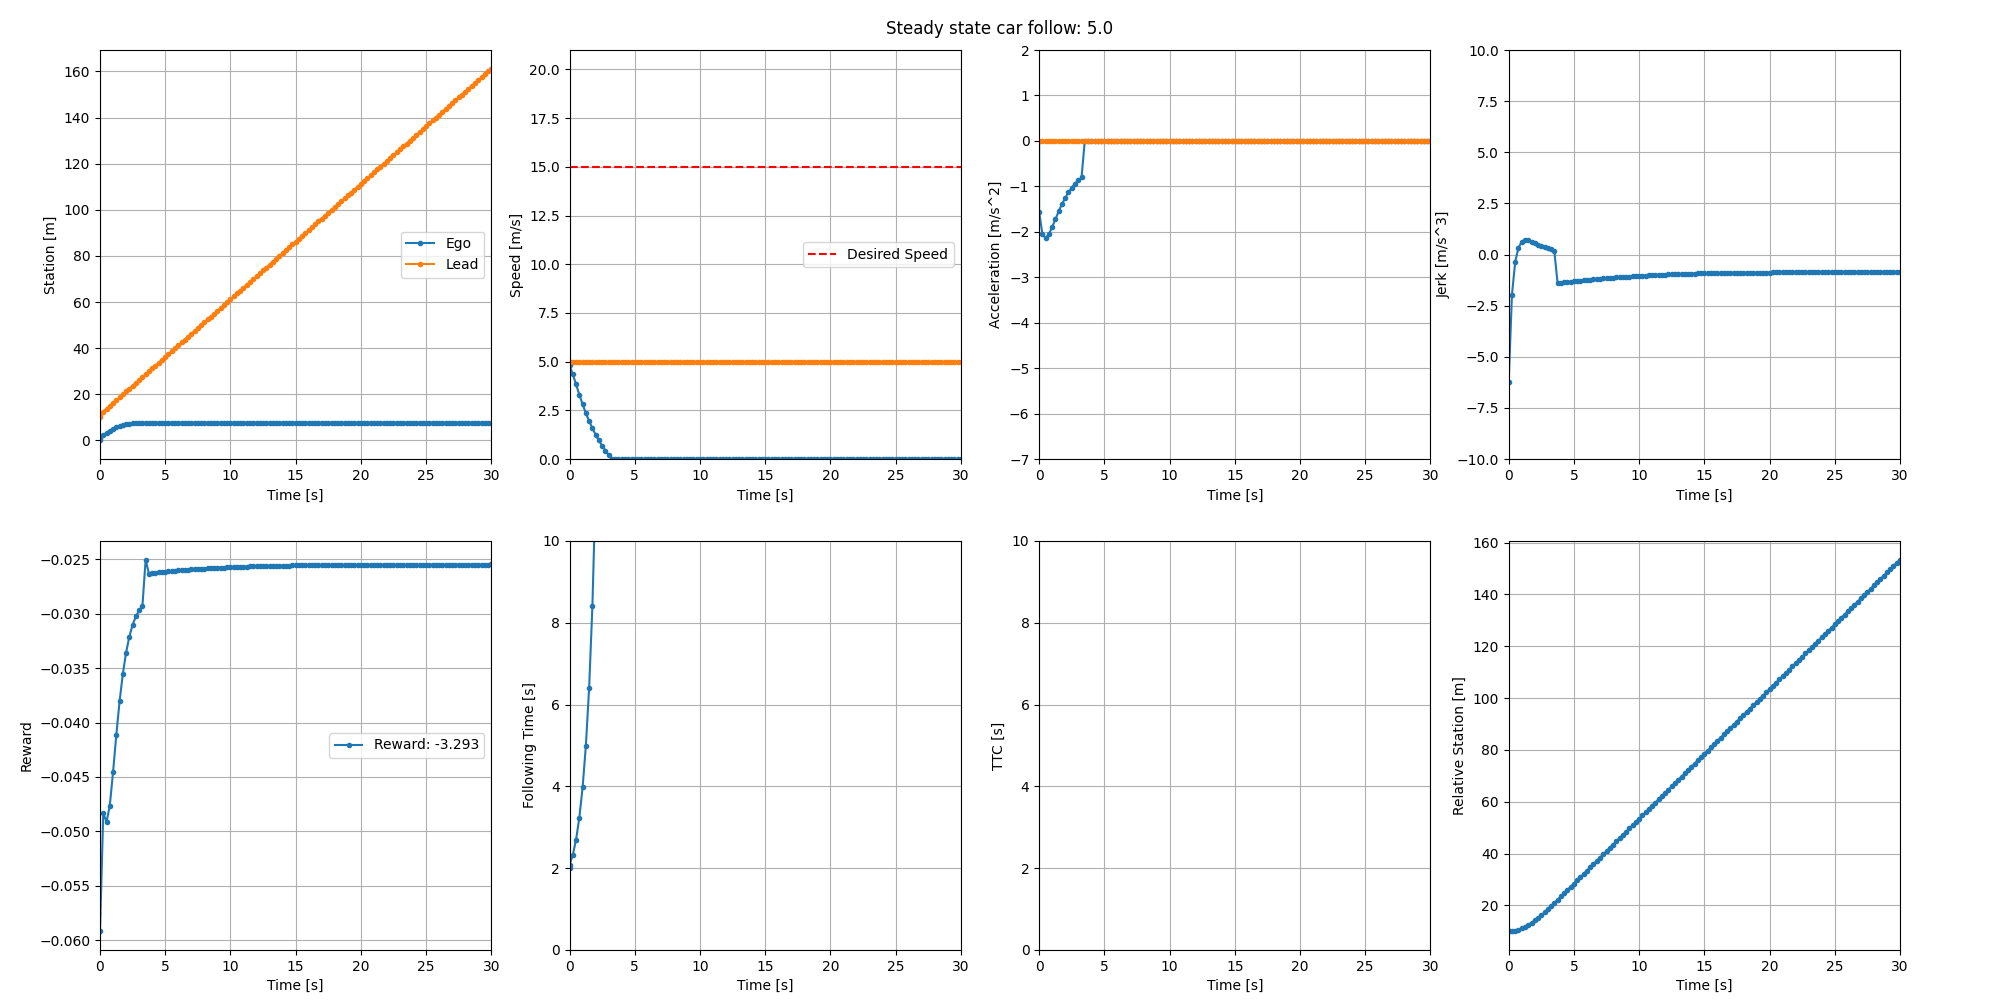 Steady state car follow: 5.0
160
140
120
100
80
60
40
20
0
Station [m]
Ego
Lead
0 5 10 15 20 25 30
Time [s]
20.0
17.5
15.0
12.5
10.0
7.5
5.0
2.5
0.0
Speed [m/s]
Desired Speed
0 5 10 15 20 25 30
Time [s]
2
1
0
−1
−2
−3
−4
−5
−6
−7
Acceleration [m/s^2]
0 5 10 15 20 25 30
Time [s]
10.0
7.5
5.0
2.5
0.0
−2.5
−5.0
−7.5
−10.0
Jerk [m/s^3]
0 5 10 15 20 25 30
Time [s]
−0.025
−0.030
−0.035
−0.040
−0.045
−0.050
−0.055
−0.060
Reward
Reward: -3.293
0 5 10 15 20 25 30
Time [s]
10
8
6
4
2
0
Following Time [s]
0 5 10 15 20 25 30
Time [s]
10
8
6
4
2
0
TTC [s]
0 5 10 15 20 25 30
Time [s]
160
140
120
100
80
60
40
20
Relative Station [m]
0 5 10 15 20 25 30
Time [s]